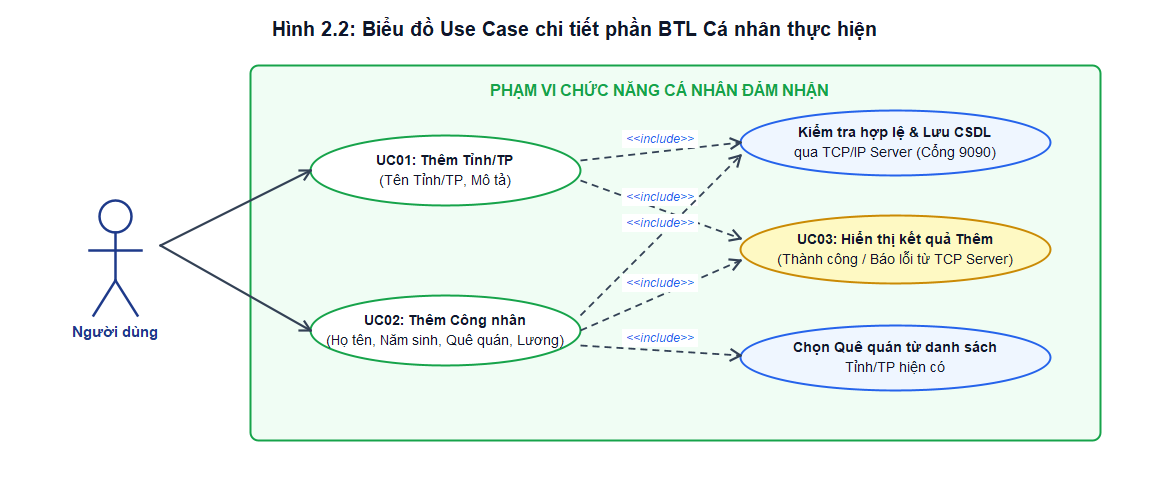 Hình 2.2: Biểu đồ Use Case chi tiết phần BTL Cá nhân thực hiện
PHẠM VI CHỨC NĂNG CÁ NHÂN ĐẢM NHẬN
UC01: Thêm Tỉnh/TP
(Tên Tỉnh/TP, Mô tả)
<<include>>
Kiểm tra hợp lệ & Lưu CSDL
qua TCP/IP Server (Cổng 9090)
<<include>>
<<include>>
UC03: Hiển thị kết quả Thêm
(Thành công / Báo lỗi từ TCP Server)
<<include>>
Người dùng
UC02: Thêm Công nhân
(Họ tên, Năm sinh, Quê quán, Lương)
<<include>>
Chọn Quê quán từ danh sách
Tỉnh/TP hiện có